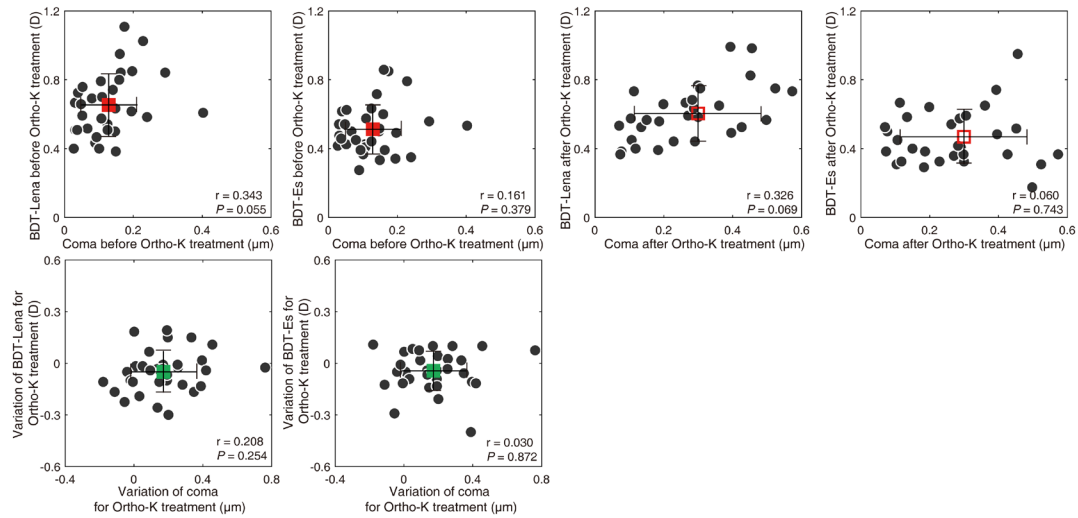 BDT-Lena before Ortho-K treatment (D)
1.2
0.8
0.4
0
r = 0.343
P = 0.055
0 0.2 0.4 0.6
Coma before Ortho-K treatment (μm)
BDT-Es before Ortho-K treatment (D)
1.2
0.8
0.4
0
r = 0.161
P = 0.379
0 0.2 0.4 0.6
Coma before Ortho-K treatment (μm)
BDT-Lena after Ortho-K treatment (D)
1.2
0.8
0.4
0
r = 0.326
P = 0.069
0 0.2 0.4 0.6
Coma after Ortho-K treatment (μm)
BDT-Es after Ortho-K treatment (D)
1.2
0.8
0.4
0
r = 0.060
P = 0.743
0 0.2 0.4 0.6
Coma after Ortho-K treatment (μm)
Variation of BDT-Lena for
Ortho-K treatment (D)
0.6
0.3
0
-0.3
-0.6
r = 0.208
P = 0.254
-0.4 0 0.4 0.8
Variation of coma
for Ortho-K treatment (μm)
Variation of BDT-Es for
Ortho-K treatment (D)
0.6
0.3
0
-0.3
-0.6
r = 0.030
P = 0.872
-0.4 0 0.4 0.8
Variation of coma
for Ortho-K treatment (μm)